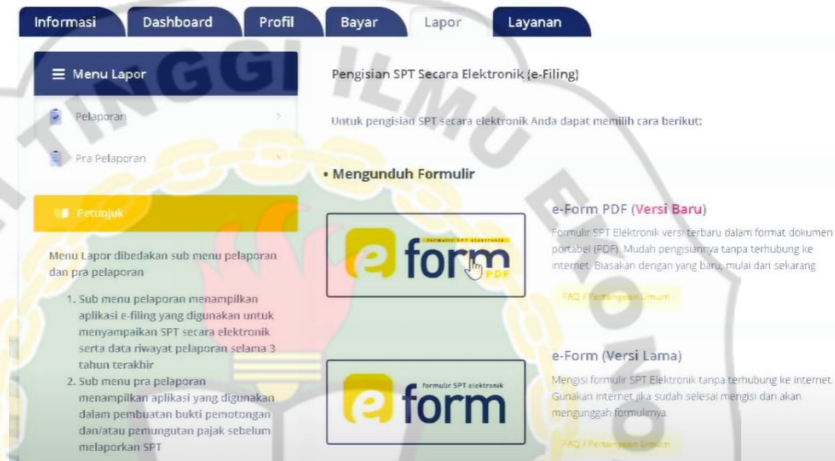 Informasi
Dashboard
Profil
Bayar
Lapor
Layanan
Menu Lapor
Pelaporan
Pra Pelaporan
Petunjuk
Menu Lapor dibedakan sub menu pelaporan
dan pra pelaporan
1. Sub menu pelaporan menampilkan
aplikasi e-filing yang digunakan untuk
menyampaikan SPT secara elektronik
serta data riwayat pelaporan selama 3
tahun terakhir
2. Sub menu pra pelaporan
menampilkan aplikasi yang digunakan
dalam pembuatan bukti pemotongan
dan/atau pemungutan pajak sebelum
melaporkan SPT
Pengisian SPT Secara Elektronik (e-Filing)
Untuk pengisian SPT secara elektronik Anda dapat memilih cara berikut:
• Mengunduh Formulir
formulir SPT elektronik
e form
PDF
e-Form PDF (Versi Baru)
Formulir SPT Elektronik versi terbaru dalam format dokumen
portabel (PDF). Mudah pengisiannya tanpa terhubung ke
internet. Biasakan dengan yang baru, mulai dari sekarang
FAQ / Pertanyaan Umum
formulir SPT elektronik
e form
e-Form (Versi Lama)
Mengisi formulir SPT Elektronik tanpa terhubung ke internet.
Gunakan internet jika sudah selesai mengisi dan akan
mengunggah formulirnya
FAQ / Pertanyaan Umum
TINGGI ILMU EKONO